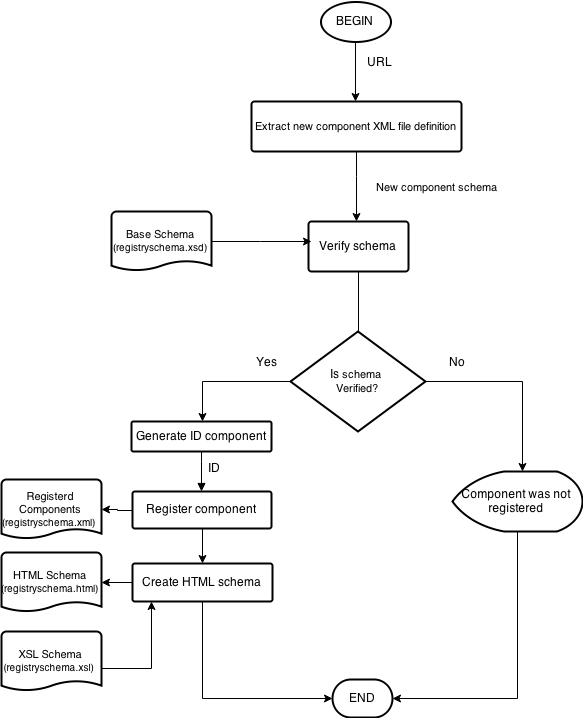 BEGIN
URL
Extract new component XML file definition
New component schema
Base Schema
(registryschema.xsd)
Verify schema
Yes
Is schema
Verified?
No
Generate ID component
ID
Registerd
Components
(registryschema.xml)
Register component
Component was not
registered
HTML Schema
(registryschema.html)
Create HTML schema
XSL Schema
(registryschema.xsl)
END